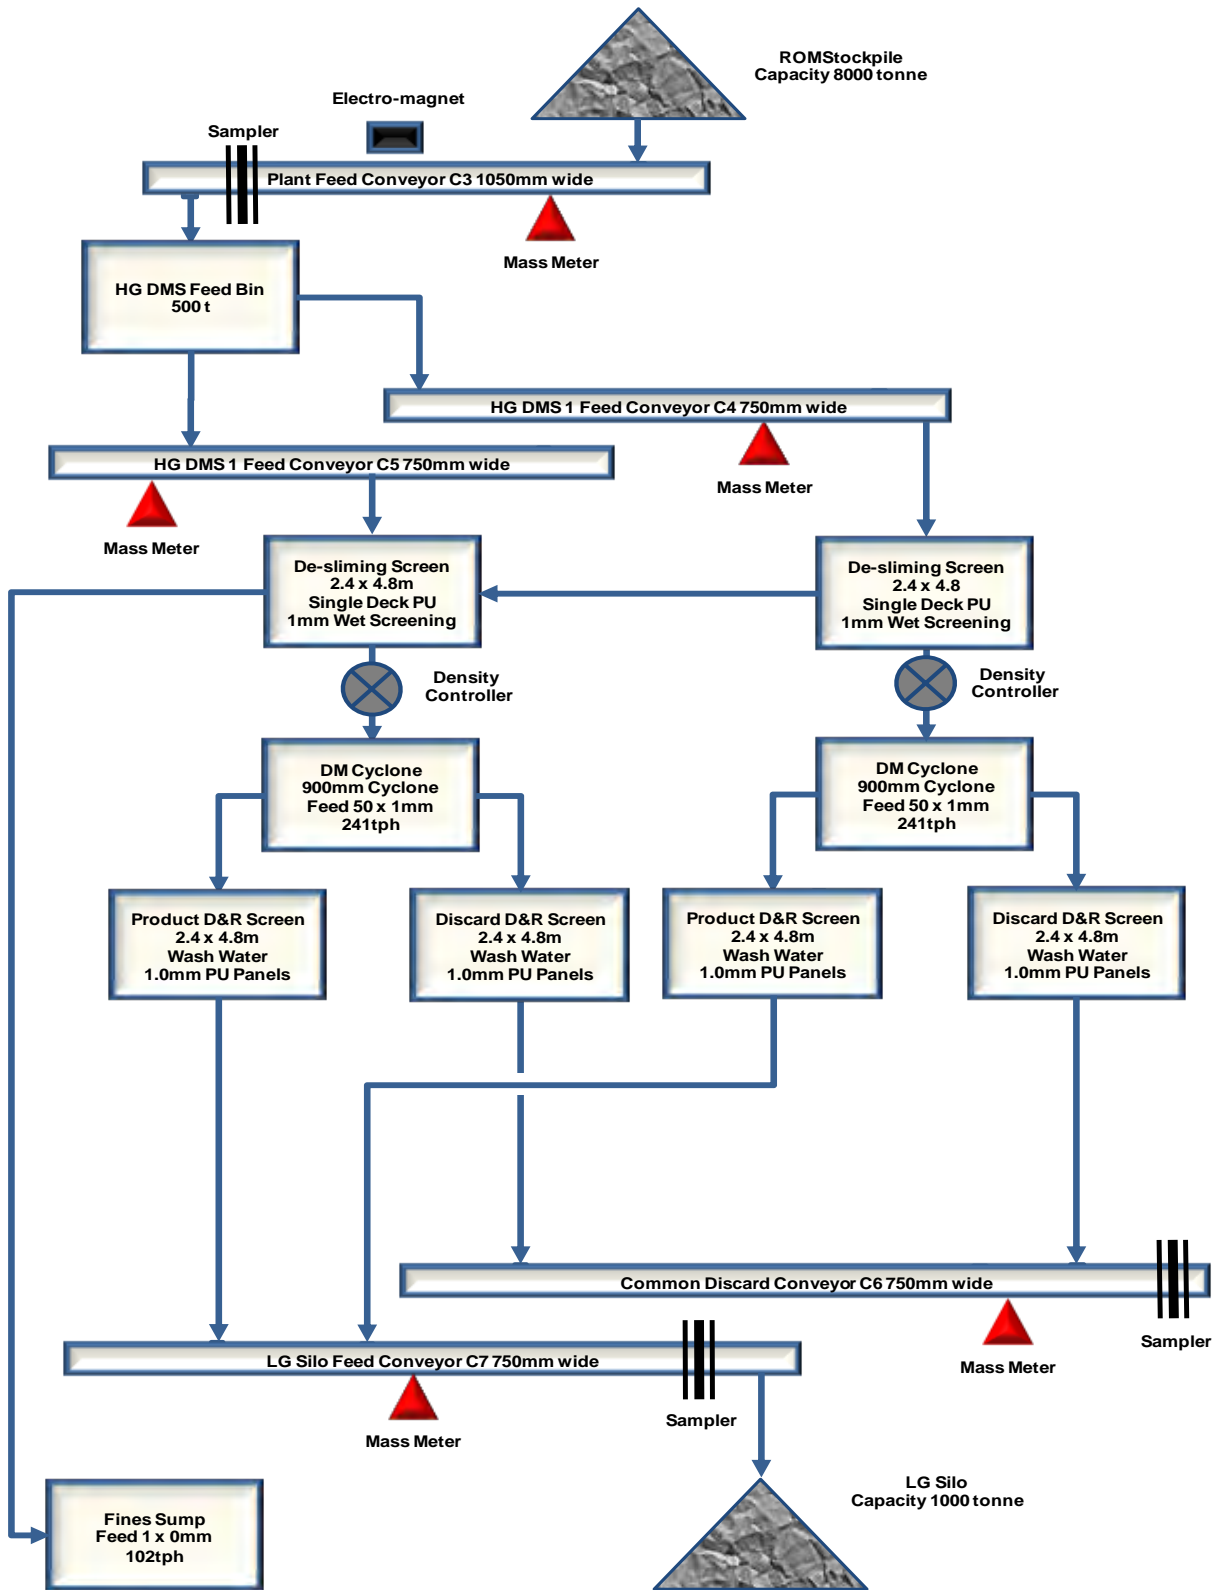 ROMStockpile
Capacity 8000 tonne
Electro-magnet
Sampler
Plant Feed Conveyor C3 1050mm wide
Mass Meter
HG DMS Feed Bin
500 t
HG DMS 1 Feed Conveyor C4 750mm wide
HG DMS 1 Feed Conveyor C5 750mm wide
Mass Meter
Mass Meter
De-sliming Screen
2.4 x 4.8m
Single Deck PU
1mm Wet Screening
De-sliming Screen
2.4 x 4.8
Single Deck PU
1mm Wet Screening
Density
Controller
Density
Controller
DM Cyclone
900mm Cyclone
Feed 50 x 1mm
241tph
DM Cyclone
900mm Cyclone
Feed 50 x 1mm
241tph
Product D&R Screen
2.4 x 4.8m
Wash Water
1.0mm PU Panels
Discard D&R Screen
2.4 x 4.8m
Wash Water
1.0mm PU Panels
Product D&R Screen
2.4 x 4.8m
Wash Water
1.0mm PU Panels
Discard D&R Screen
2.4 x 4.8m
Wash Water
1.0mm PU Panels
Common Discard Conveyor C6 750mm wide
Sampler
Mass Meter
LG Silo Feed Conveyor C7 750mm wide
Sampler
Mass Meter
LG Silo
Capacity 1000 tonne
Fines Sump
Feed 1 x 0mm
102tph